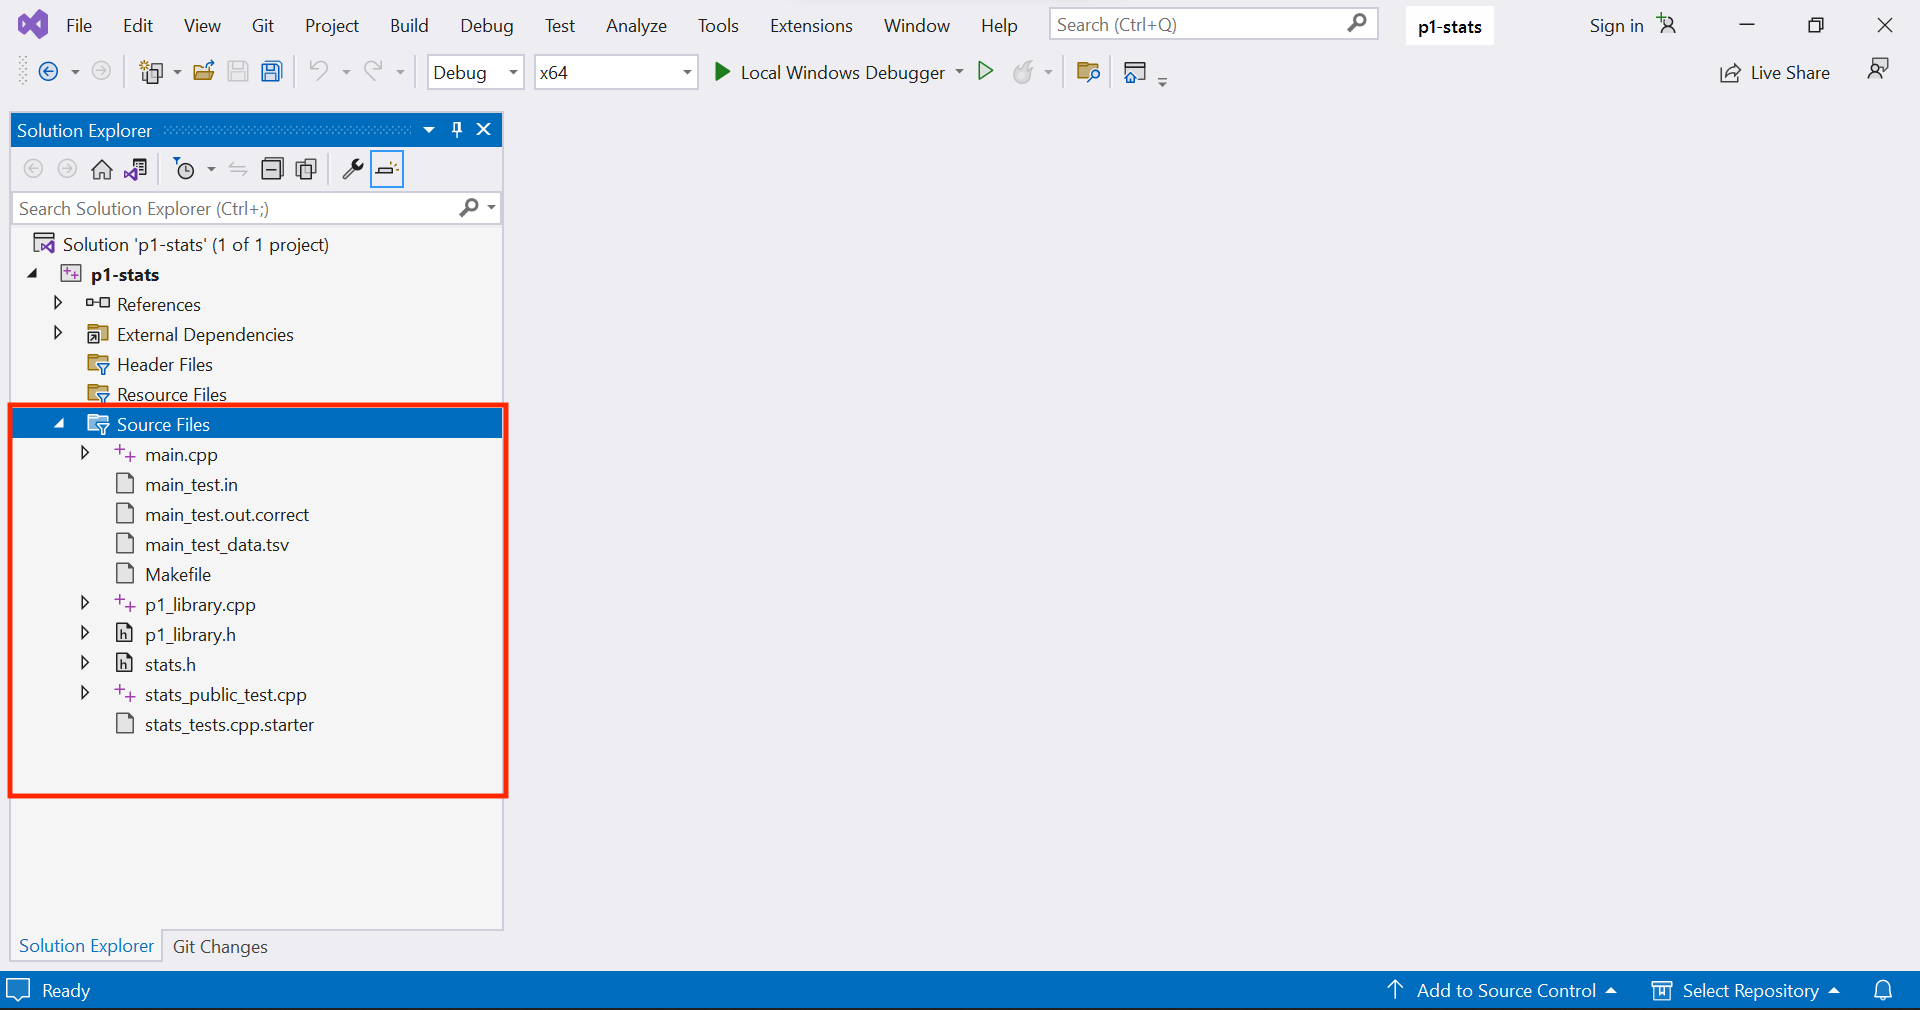 File Edit View Git Project Build Debug Test Analyze Tools Extensions Window Help Search (Ctrl+Q) p1-stats Sign in
Debug x64 Local Windows Debugger Live Share
Solution Explorer
Search Solution Explorer (Ctrl+;)
Solution 'p1-stats' (1 of 1 project)
p1-stats
References
External Dependencies
Header Files
Resource Files
Source Files
main.cpp
main_test.in
main_test.out.correct
main_test_data.tsv
Makefile
p1_library.cpp
p1_library.h
stats.h
stats_public_test.cpp
stats_tests.cpp.starter
Solution Explorer Git Changes
Ready Add to Source Control Select Repository